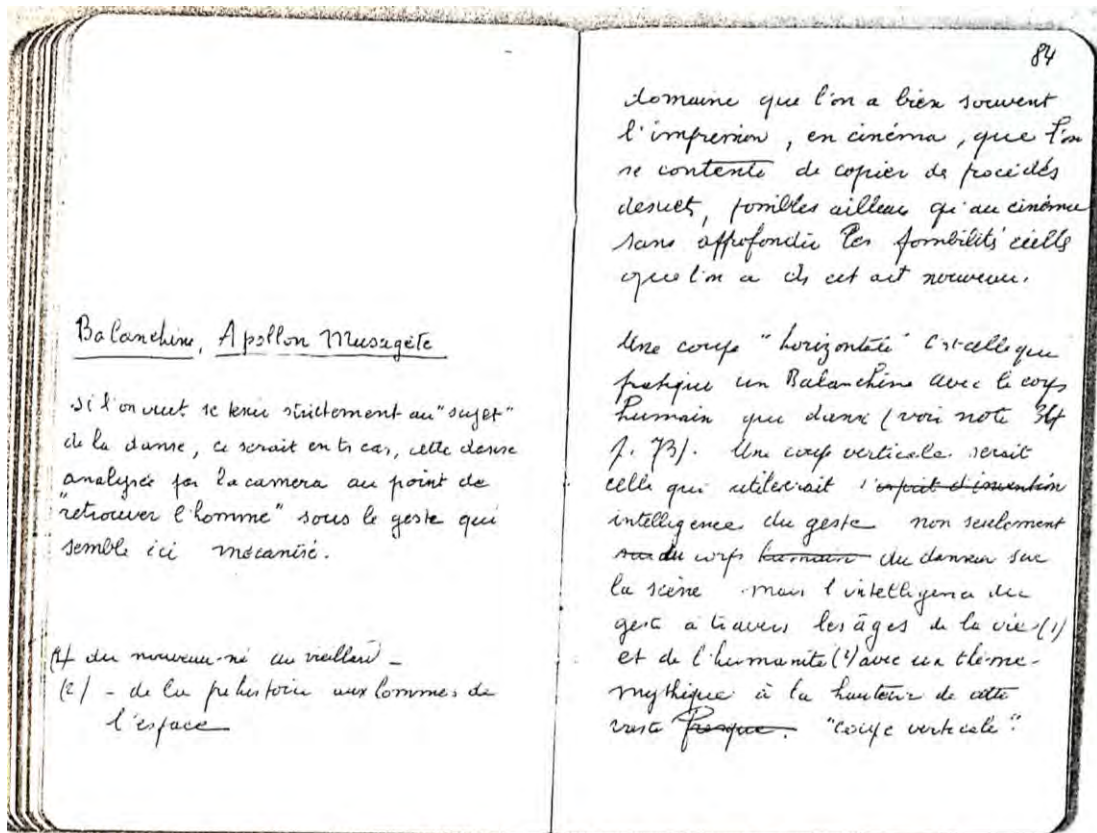 Balanchine, Apollon Musagète
si l'on veut se tenir strictement au "sujet"
de la danse, ce serait en ts cas, cette danse
analysée par la camera au point de
"retrouver l'homme" sous le geste qui
semble ici mécanisé.
(1) du nouveau-né au vieillard -
(2) - de la préhistoire aux hommes de
l'espace
84
domaine que l'on a bien souvent
l'impression, en cinéma, que l'on
se contente de copier de procédés
desuets, possibles ailleurs qu'au cinéma
sans approfondir les possibilités
que l'on a ds cet art nouveau.
Une coupe "horizontale" c'est celle que
pratique un Balanchine avec le corps
humain que danse (voir note 34
p. 73). Une coupe verticale serait
celle qui utiliserait l'esprit d'invention
intelligence du geste non seulement
du corps humain du danseur sur
la scène mais l'intelligence du
geste à travers les âges de la vie (1)
et de l'humanité (2) avec un thème
mythique à la hauteur de cette
vaste fresque. "coupe verticale".